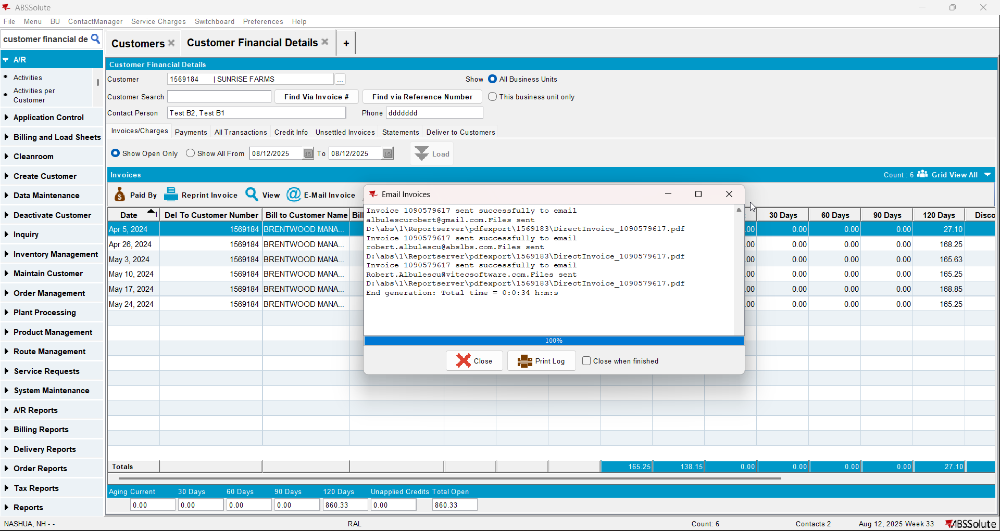 ABSSolute
File Menu BU ContactManager Service Charges Switchboard Preferences Help
customer financial de
Customers
Customer Financial Details
+
A/R
Activities
Activities per
Customer
Application Control
Billing and Load Sheets
Cleanroom
Create Customer
Data Maintenance
Deactivate Customer
Inquiry
Inventory Management
Maintain Customer
Order Management
Plant Processing
Product Management
Route Management
Service Requests
System Maintenance
A/R Reports
Billing Reports
Delivery Reports
Order Reports
Tax Reports
Reports
Customer Financial Details
Customer 1569184 | SUNRISE FARMS ... Show All Business Units
Customer Search Find Via Invoice # Find via Reference Number This business unit only
Contact Person Test B2, Test B1 Phone ddddddd
Invoices/Charges Payments All Transactions Credit Info Unsettled Invoices Statements Deliver to Customers
Show Open Only Show All From 08/12/2025 15 To 08/12/2025 15 Load
Invoices Count : 6 Grid View All
Paid By Reprint Invoice View E-Mail Invoice
Date 1 Del To Customer Number Bill to Customer Name Bill 30 Days 60 Days 90 Days 120 Days Disco
Apr 5, 2024 1569184 BRENTWOOD MANA... .00 0.00 0.00 0.00 27.10
Apr 26, 2024 1569184 BRENTWOOD MANA... .00 0.00 0.00 0.00 168.25
May 3, 2024 1569184 BRENTWOOD MANA... .00 0.00 0.00 0.00 165.63
May 10, 2024 1569184 BRENTWOOD MANA... .00 0.00 0.00 0.00 165.25
May 17, 2024 1569184 BRENTWOOD MANA... .00 0.00 0.00 0.00 168.85
May 24, 2024 1569184 BRENTWOOD MANA... .00 0.00 0.00 0.00 165.25
Email Invoices
Invoice 1090579617 sent successfully to email
albulescurobert@gmail.com.Files sent
D:\abs\1\Reportserver\pdfexport\1569183\DirectInvoice_1090579617.pdf
Invoice 1090579617 sent successfully to email
robert.albulescu@abslbs.com.Files sent
D:\abs\1\Reportserver\pdfexport\1569183\DirectInvoice_1090579617.pdf
Invoice 1090579617 sent successfully to email
Robert.Albulescu@vitecsoftware.com.Files sent
D:\abs\1\Reportserver\pdfexport\1569183\DirectInvoice_1090579617.pdf
End generation: Total time = 0:0:34 h:m:s
100%
Close Print Log Close when finished
Totals 165.25 138.15 0.00 0.00 0.00 0.00 27.10
Aging Current 30 Days 60 Days 90 Days 120 Days Unapplied Credits Total Open
0.00 0.00 0.00 0.00 860.33 0.00 860.33
NASHUA, NH - - RAL Count: 6 Contacts 2 Aug 12, 2025 Week 33 ABSSolute